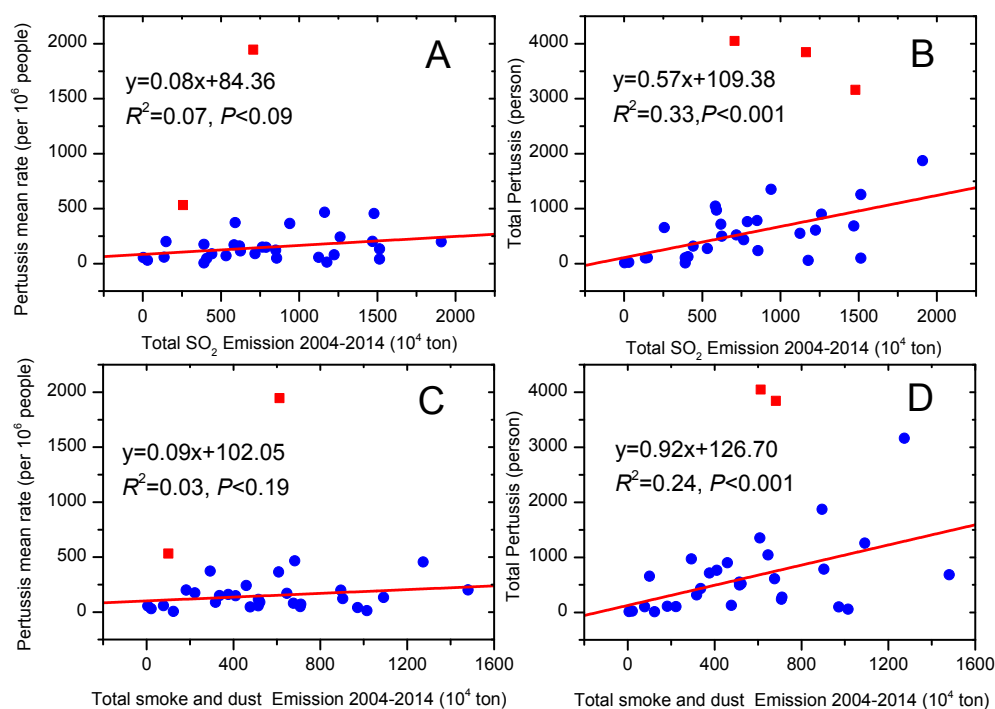 A
Pertussis mean rate (per 10⁶ people)
2000
1500
1000
500
0
y=0.08x+84.36
R²=0.07, P<0.09
0 500 1000 1500 2000
Total SO₂ Emission 2004-2014 (10⁴ ton)
B
Total Pertussis (person)
4000
3000
2000
1000
0
y=0.57x+109.38
R²=0.33,P<0.001
0 500 1000 1500 2000
Total SO₂ Emission 2004-2014 (10⁴ ton)
C
Pertussis mean rate (per 10⁶ people)
2000
1500
1000
500
0
y=0.09x+102.05
R²=0.03, P<0.19
0 400 800 1200 1600
Total smoke and dust Emission 2004-2014 (10⁴ ton)
D
Total Pertussis (person)
4000
3000
2000
1000
0
y=0.92x+126.70
R²=0.24, P<0.001
0 400 800 1200 1600
Total smoke and dust Emission 2004-2014 (10⁴ ton)